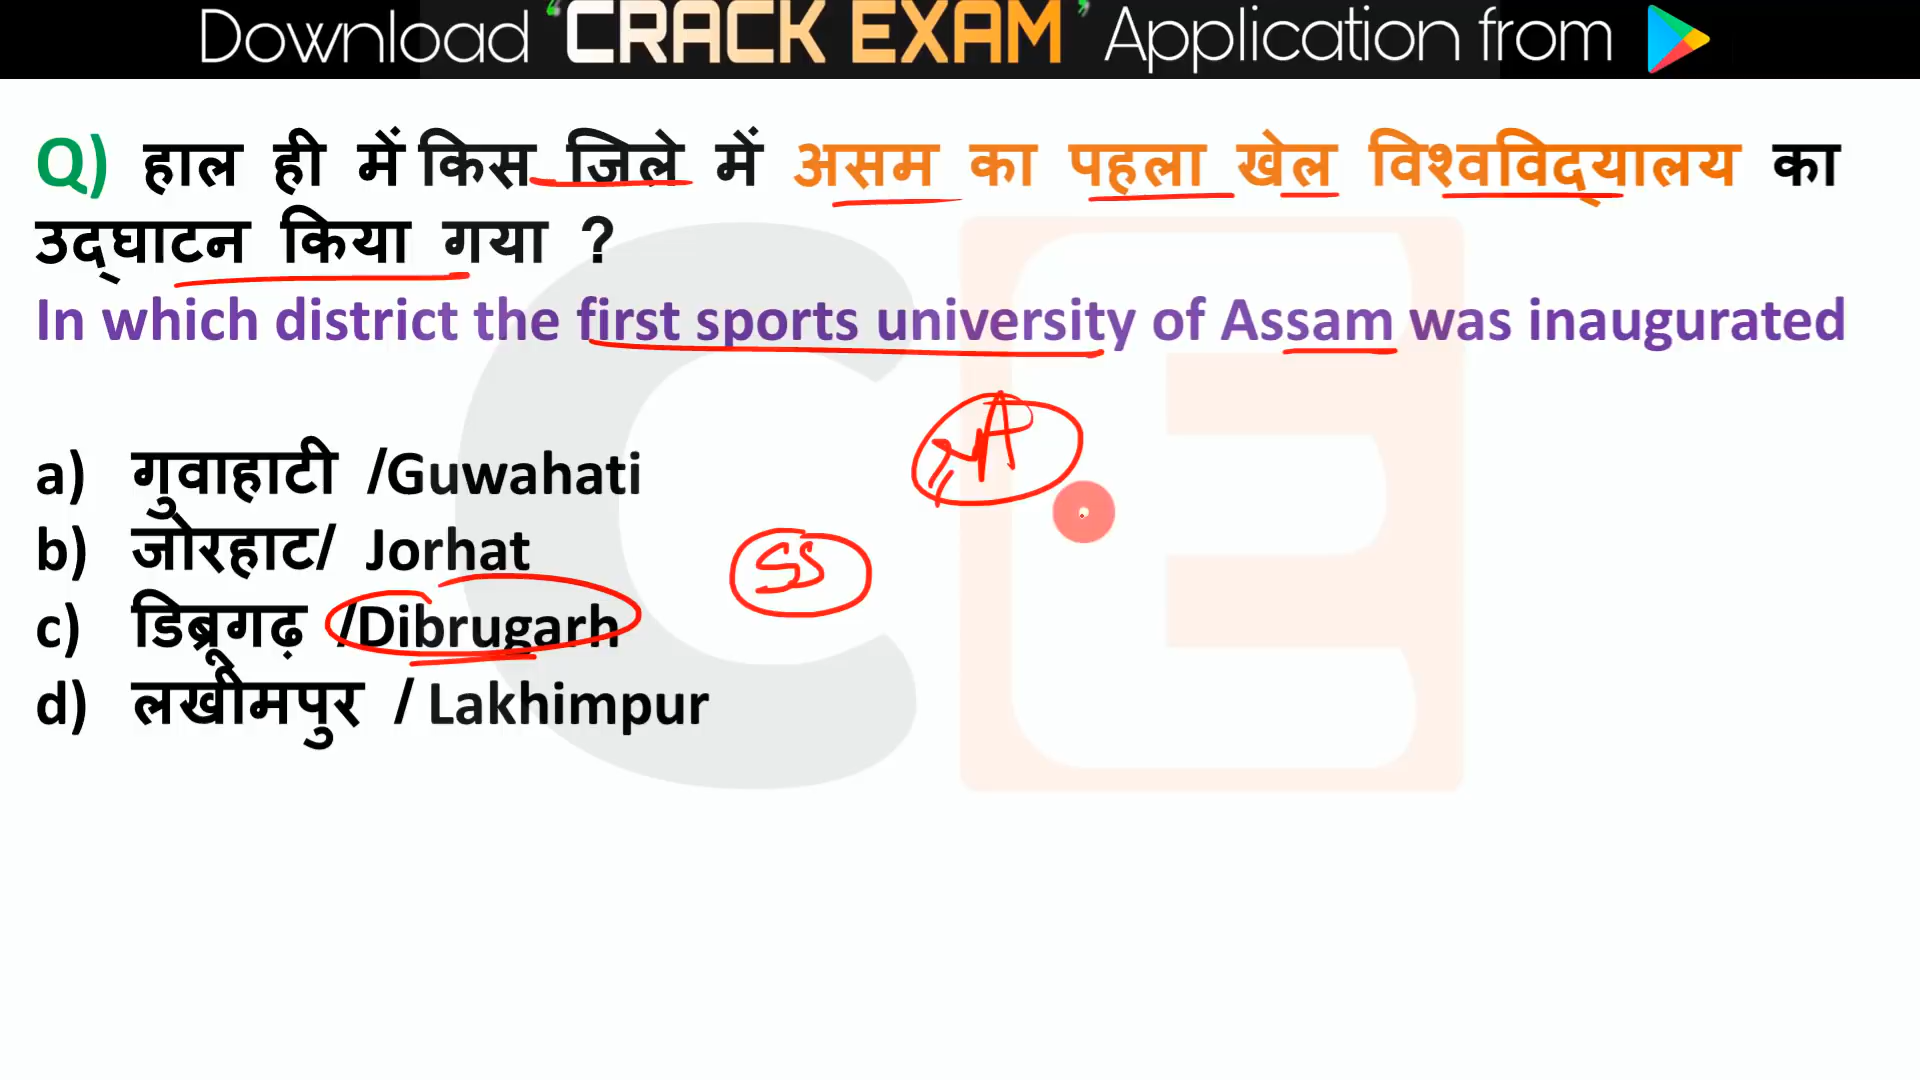 Download "CRACK EXAM" Application from
Q) हाल ही में किस जिले में असम का पहला खेल विश्वविद्यालय का
उद्घाटन किया गया ?
In which district the first sports university of Assam was inaugurated
a) गुवाहाटी /Guwahati
b) जोरहाट/ Jorhat
c) डिब्रूगढ़ /Dibrugarh
d) लखीमपुर / Lakhimpur
SS
CE